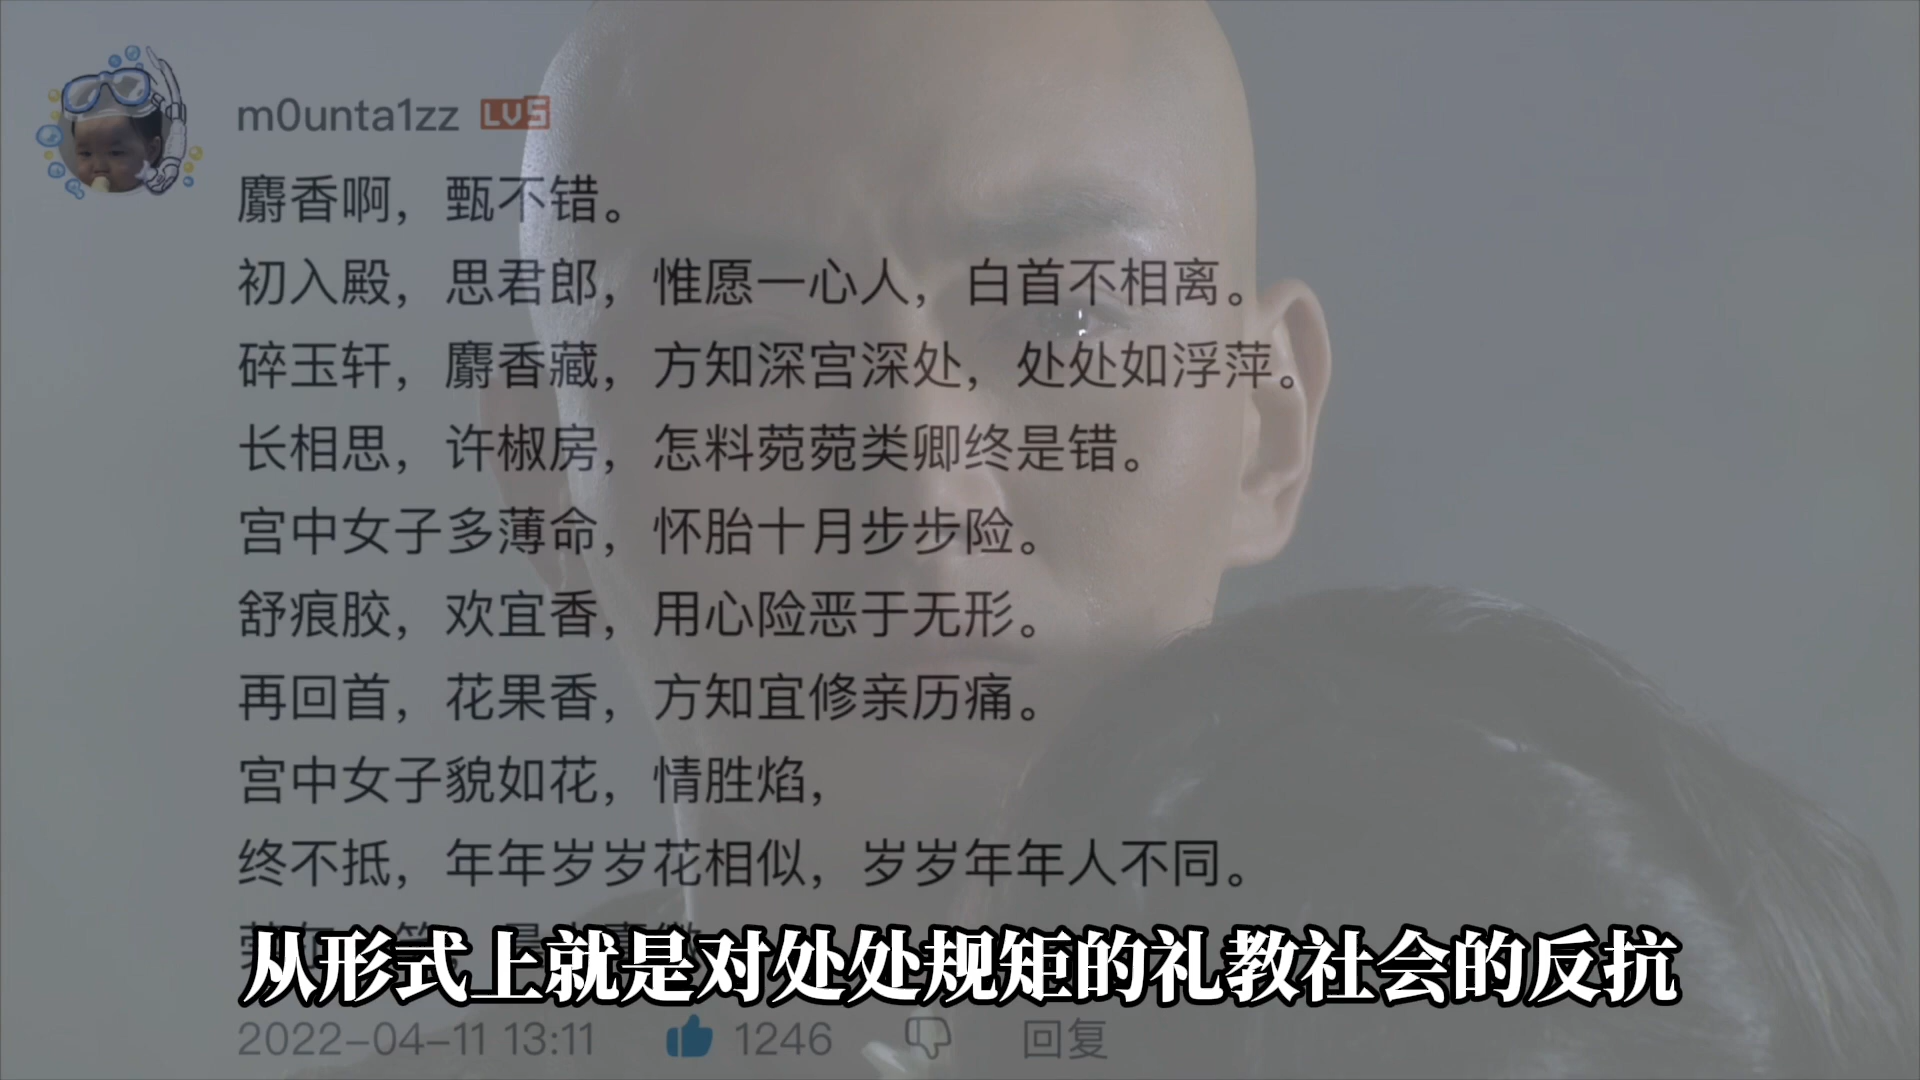 m0unta1zz LV5
麝香啊，甄不错。
初入殿，思君郎，惟愿一心人，白首不相离。
碎玉轩，麝香藏，方知深宫深处，处处如浮萍。
长相思，许椒房，怎料菀菀类卿终是错。
宫中女子多薄命，怀胎十月步步险。
舒痕胶，欢宜香，用心险恶于无形。
再回首，花果香，方知宜修亲历痛。
宫中女子貌如花，情胜焰，
终不抵，年年岁岁花相似，岁岁年年人不同。
从形式上就是对处处规矩的礼教社会的反抗
2022-04-11 13:11 1246 回复